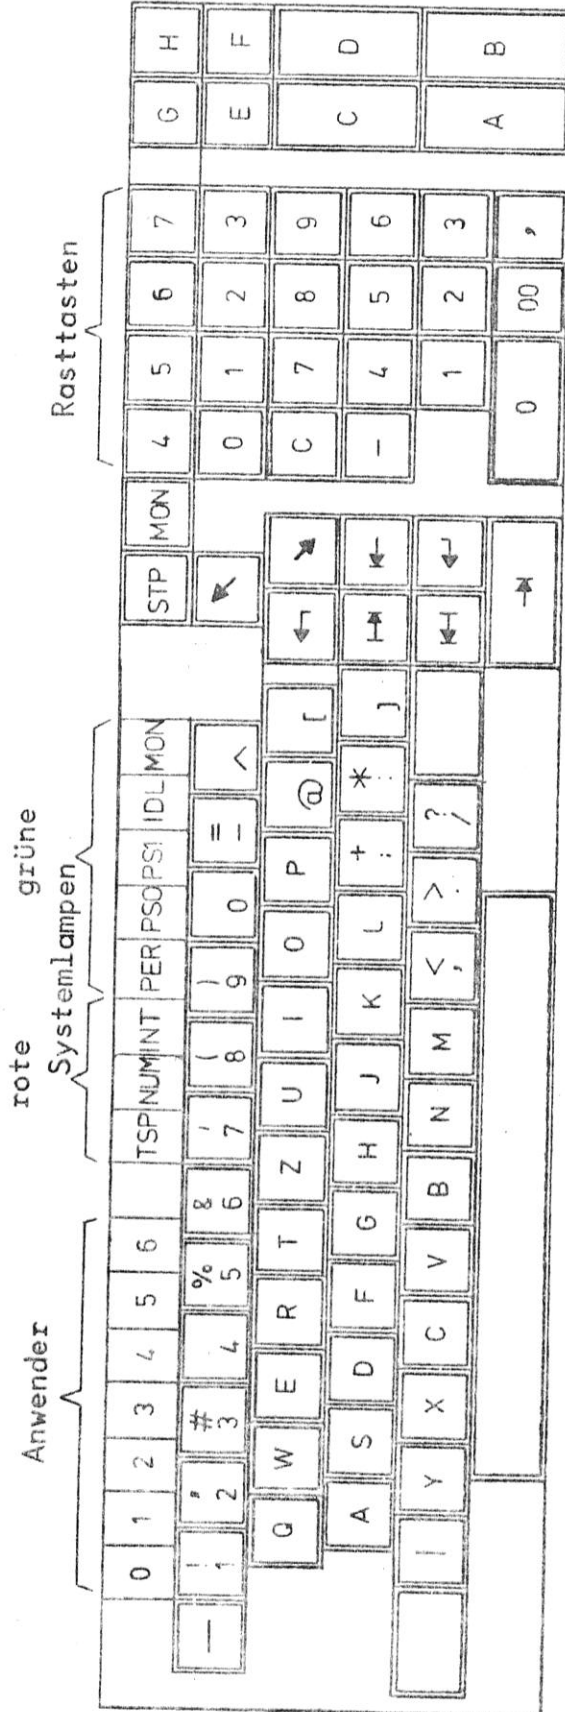 rote grüne
Anwender Systemlampen Rasttasten
0 1 2 3 4 5 6 TSP NUM INT PER PS0 PS1 IDL MON STP MON 4 5 6 7 G H
— ! 1 " 2 # 3 4 % 5 & 6 ' 7 ( 8 ) 9 0 = ^ ↖ 0 1 2 3 E F
Q W E R T Z U I O P @ [ ↰ ➘ C 7 8 9 C D
A S D F G H J K L + ; * : ] ⇥ ⇤ – 4 5 6
| Y X C V B N M < , > . ? / ↵ 1 2 3 A B
→| 0 00 ,